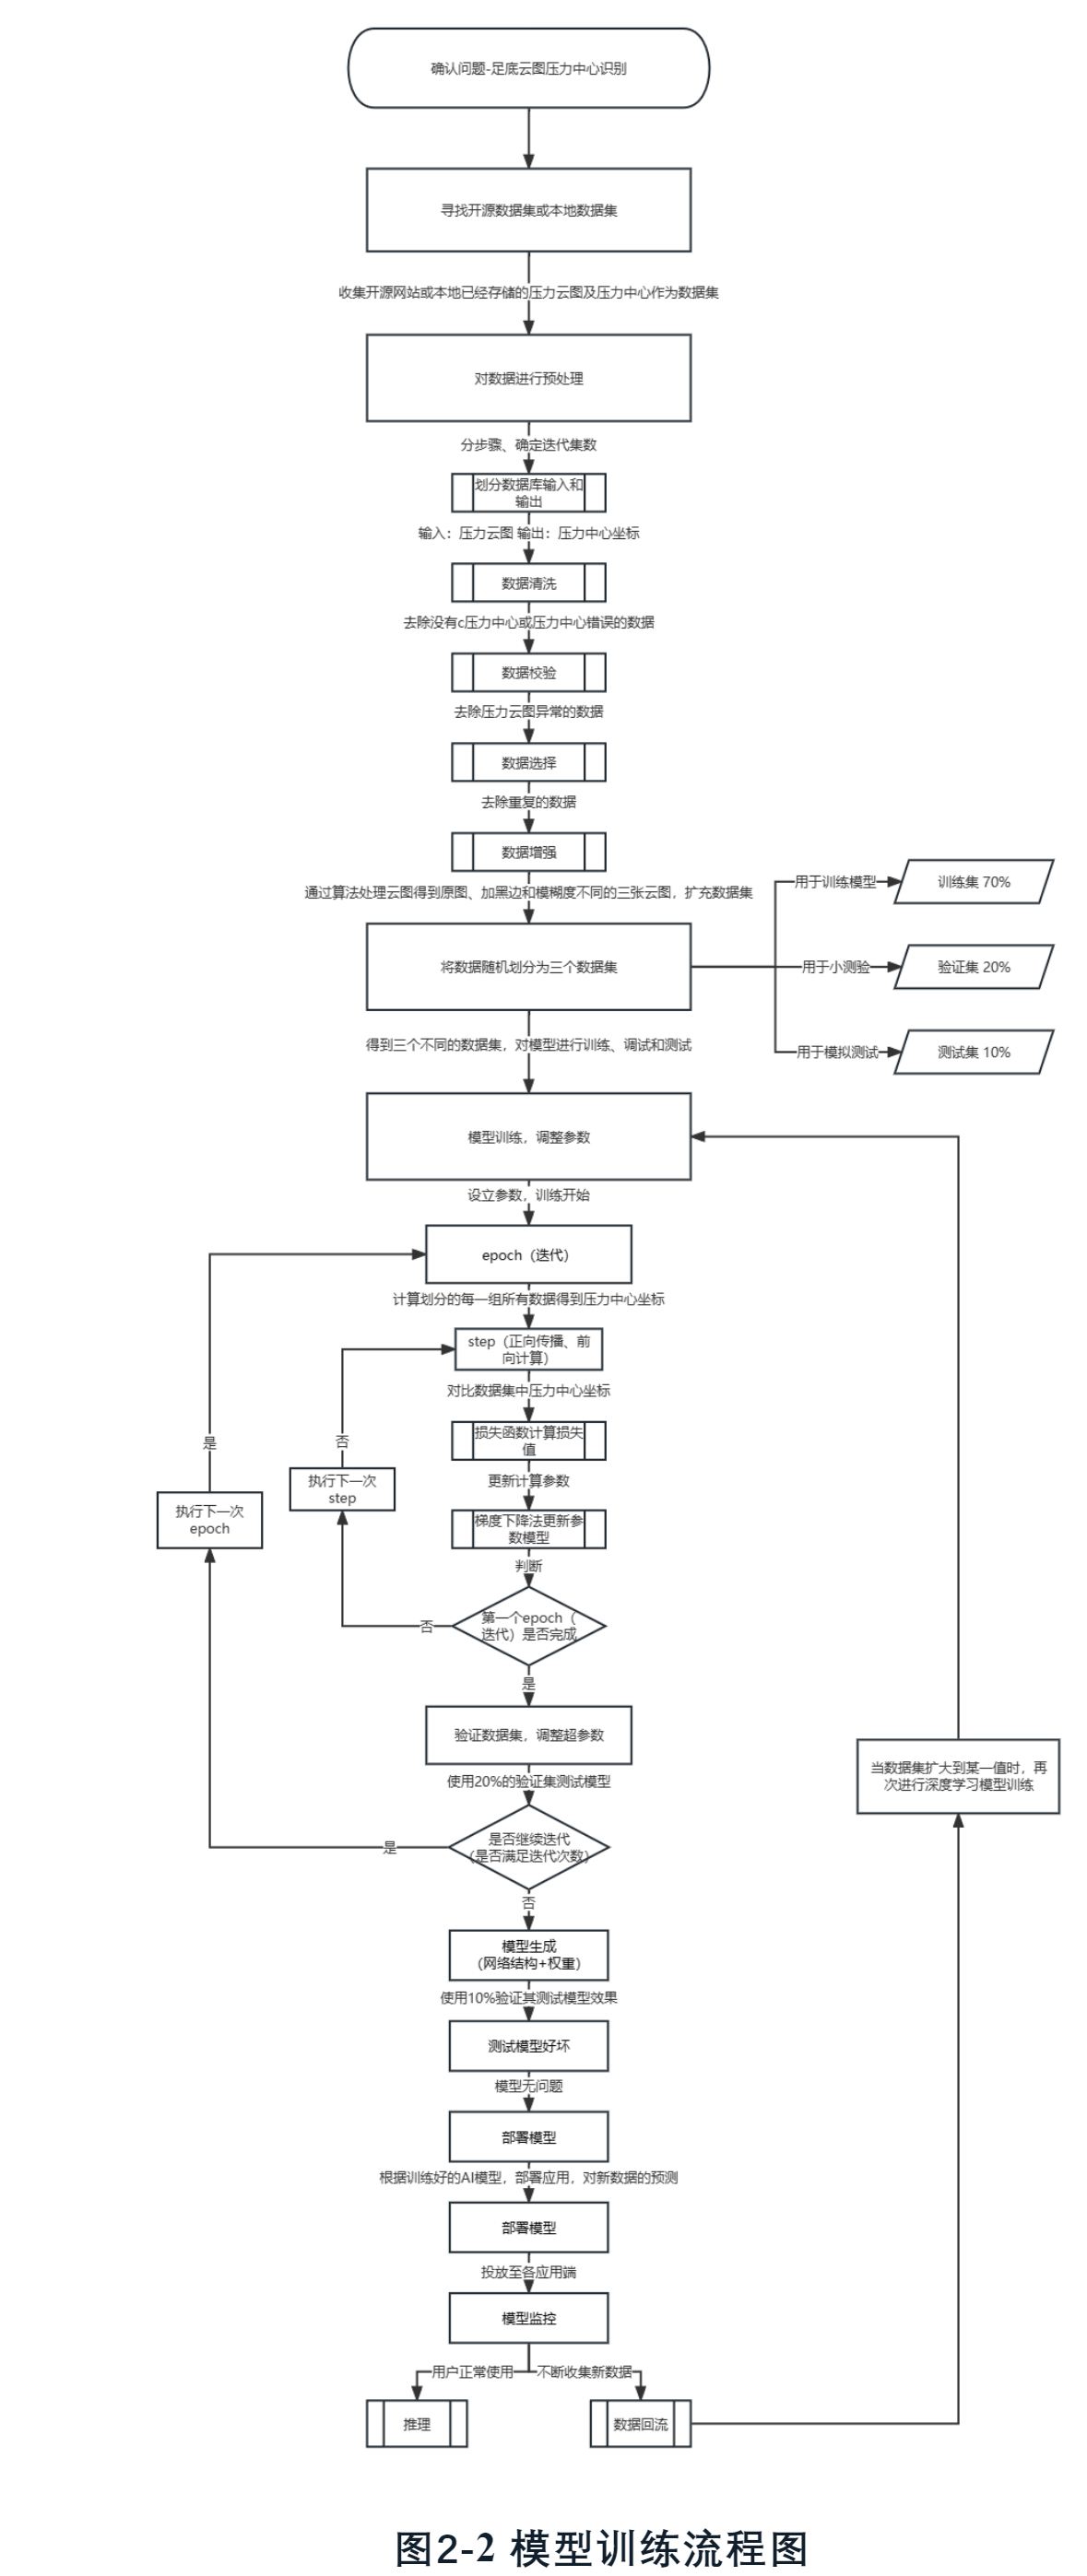 确认问题-足底云图压力中心识别
寻找开源数据集或本地数据集
收集开源网站或本地已经存储的压力云图及压力中心作为数据集
对数据进行预处理
分步骤、确定迭代集数
划分数据库输入和
输出
输入：压力云图 输出：压力中心坐标
数据清洗
去除没有c压力中心或压力中心错误的数据
数据校验
去除压力云图异常的数据
数据选择
去除重复的数据
数据增强
通过算法处理云图得到原图、加黑边和模糊度不同的三张云图，扩充数据集
将数据随机划分为三个数据集
用于训练模型
训练集 70%
用于小测验
验证集 20%
用于模拟测试
测试集 10%
得到三个不同的数据集，对模型进行训练、调试和测试
模型训练，调整参数
设立参数，训练开始
epoch（迭代）
计算划分的每一组所有数据得到压力中心坐标
step（正向传播、前
向计算）
对比数据集中压力中心坐标
损失函数计算损失
值
更新计算参数
梯度下降法更新参
数模型
判断
第一个epoch（
迭代）是否完成
否
执行下一次
step
否
是
验证数据集，调整超参数
使用20%的验证集测试模型
是否继续迭代
（是否满足迭代次数）
是
执行下一次
epoch
是
否
模型生成
（网络结构+权重）
使用10%验证其测试模型效果
测试模型好坏
模型无问题
部署模型
根据训练好的AI模型，部署应用，对新数据的预测
部署模型
投放至各应用端
模型监控
用户正常使用
不断收集新数据
推理
数据回流
当数据集扩大到某一值时，再
次进行深度学习模型训练
图2-2 模型训练流程图